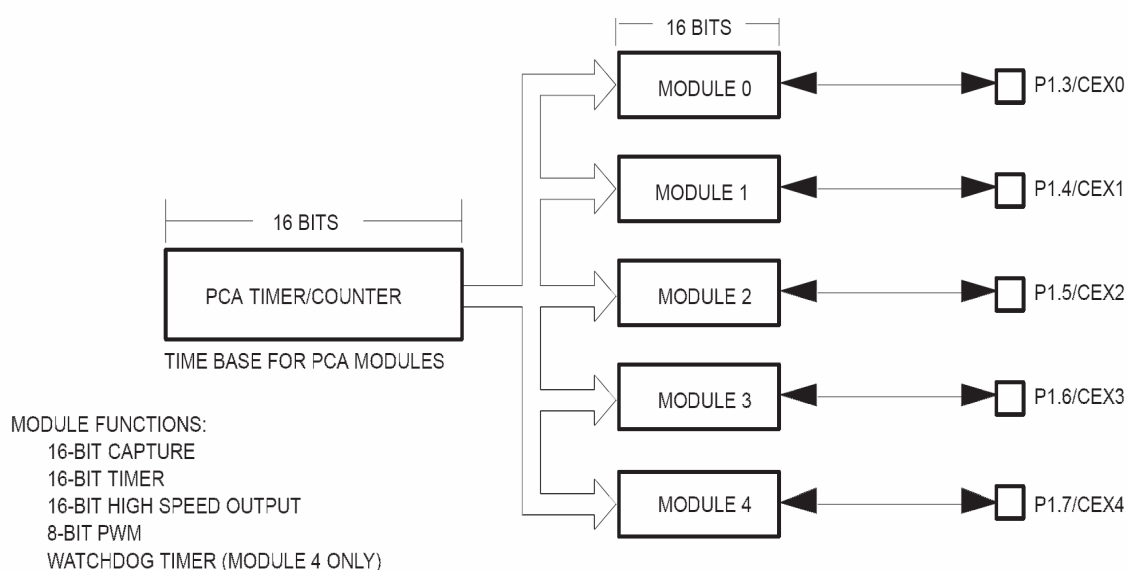 16 BITS
MODULE 0
P1.3/CEX0
MODULE 1
P1.4/CEX1
16 BITS
PCA TIMER/COUNTER
MODULE 2
P1.5/CEX2
TIME BASE FOR PCA MODULES
MODULE 3
P1.6/CEX3
MODULE FUNCTIONS:
16-BIT CAPTURE
16-BIT TIMER
16-BIT HIGH SPEED OUTPUT
8-BIT PWM
WATCHDOG TIMER (MODULE 4 ONLY)
MODULE 4
P1.7/CEX4